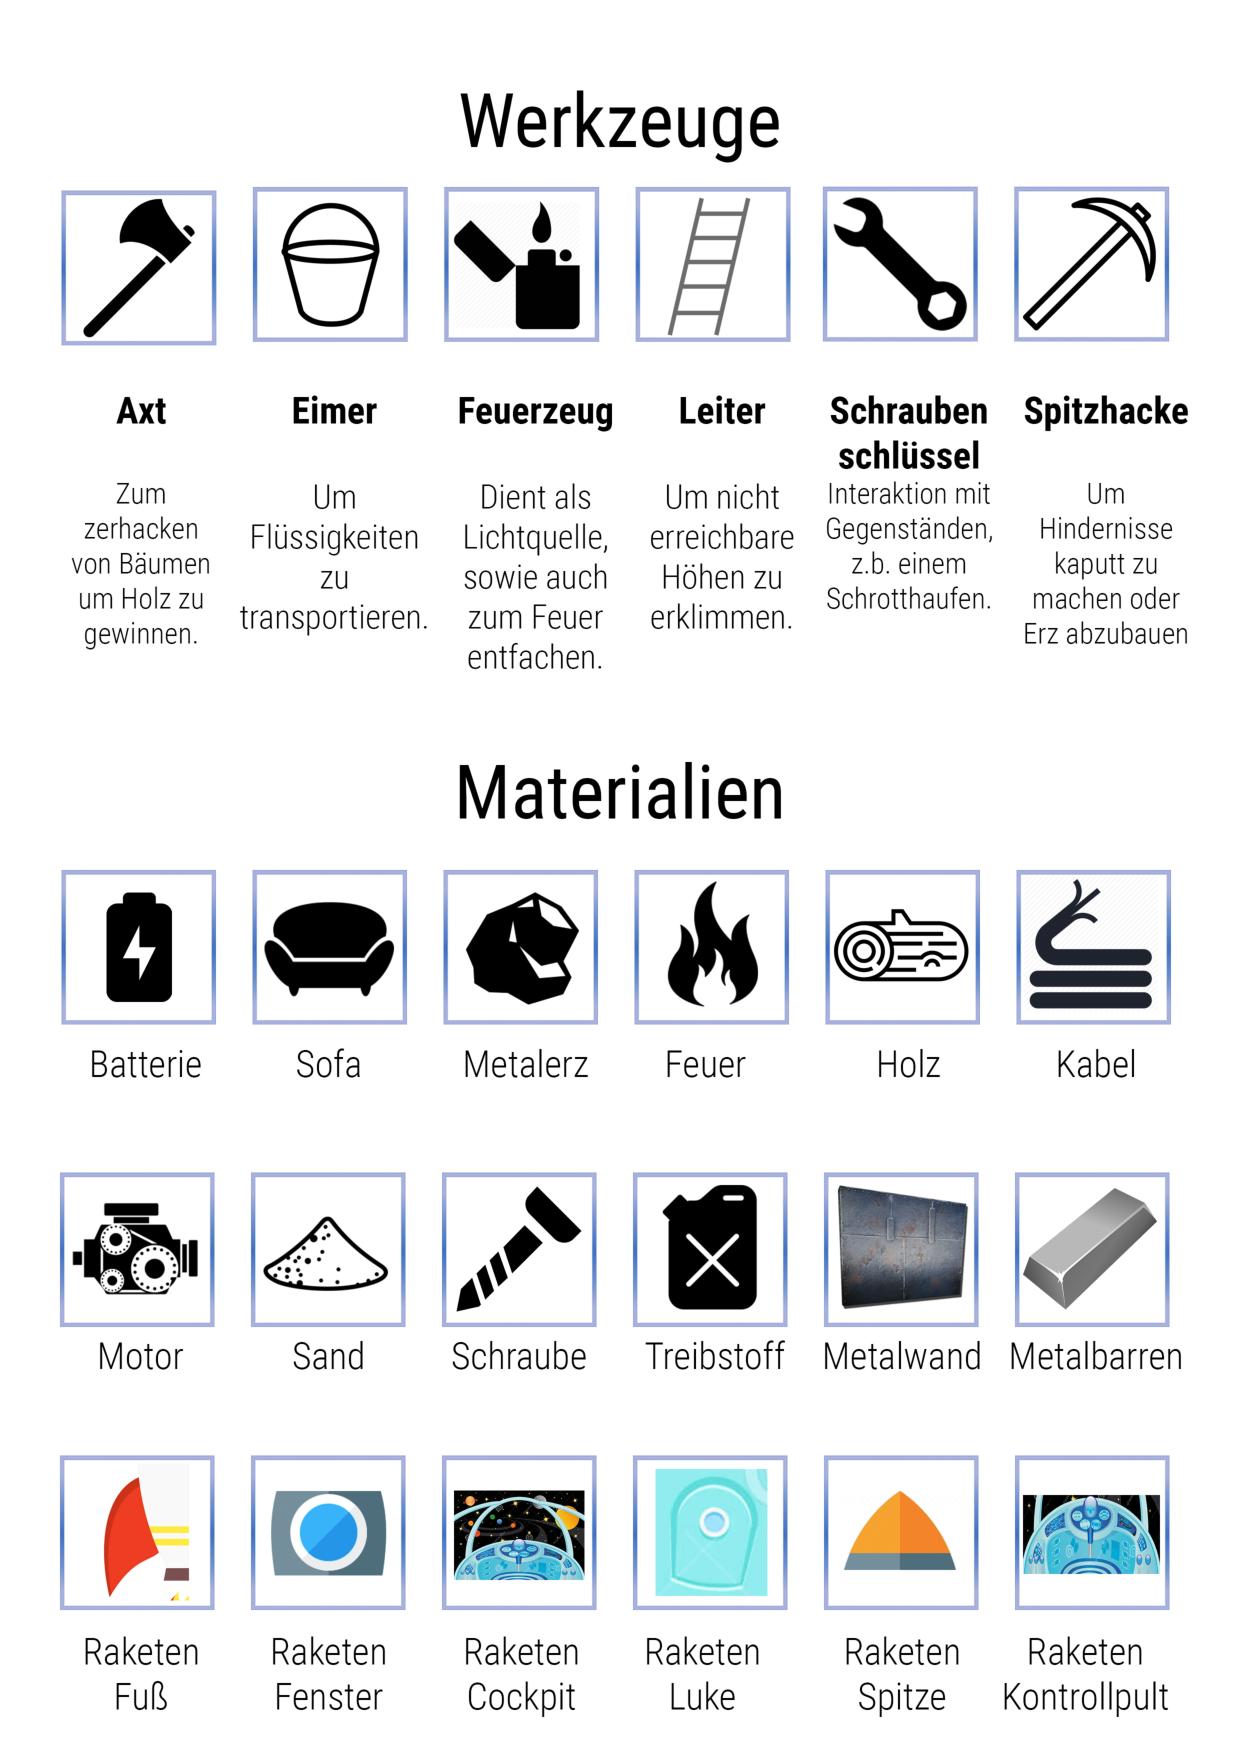 Werkzeuge
Axt
Eimer
Feuerzeug
Leiter
Schrauben
schlüssel
Spitzhacke
Zum
zerhacken
von Bäumen
um Holz zu
gewinnen.
Um
Flüssigkeiten
zu
transportieren.
Dient als
Lichtquelle,
sowie auch
zum Feuer
entfachen.
Um nicht
erreichbare
Höhen zu
erklimmen.
Interaktion mit
Gegenständen,
z.b. einem
Schrotthaufen.
Um
Hindernisse
kaputt zu
machen oder
Erz abzubauen
Materialien
Batterie
Sofa
Metalerz
Feuer
Holz
Kabel
Motor
Sand
Schraube
Treibstoff
Metalwand
Metalbarren
Raketen
Fuß
Raketen
Fenster
Raketen
Cockpit
Raketen
Luke
Raketen
Spitze
Raketen
Kontrollpult